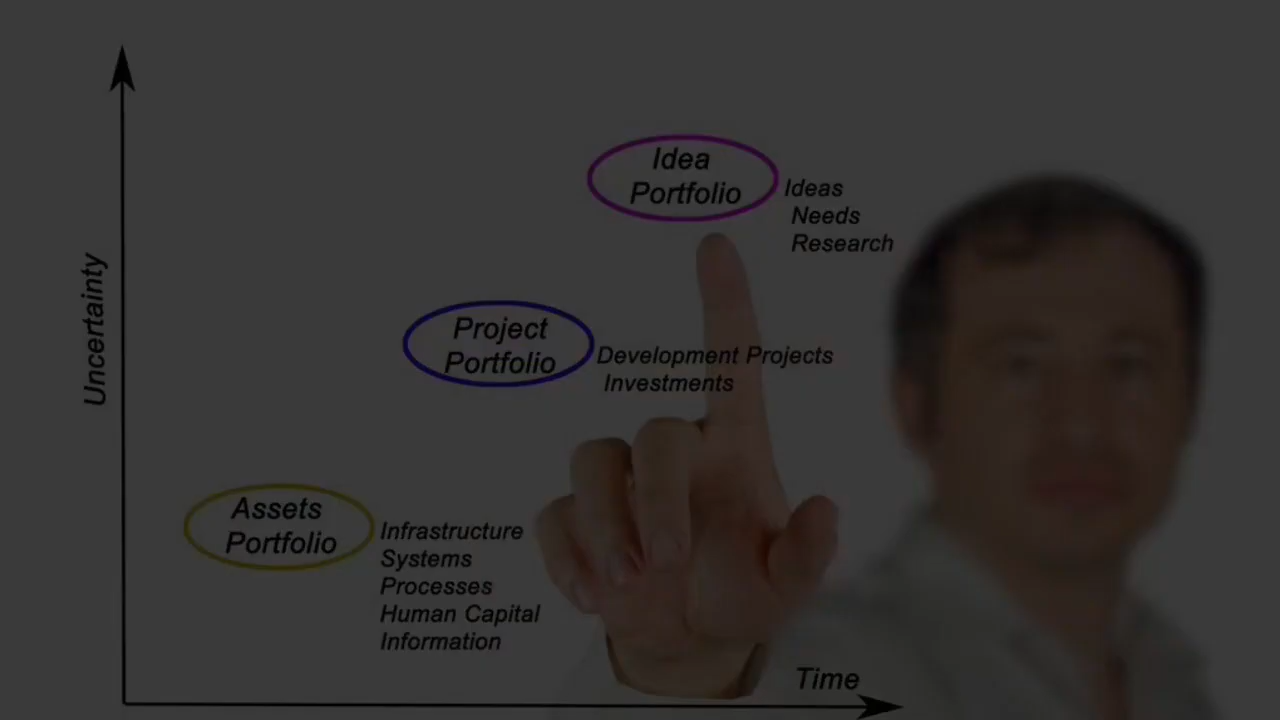 Idea
Portfolio
Ideas
Needs
Research
Uncertainty
Project
Portfolio
Development Projects
Investments
Assets
Portfolio
Infrastructure
Systems
Processes
Human Capital
Information
Time